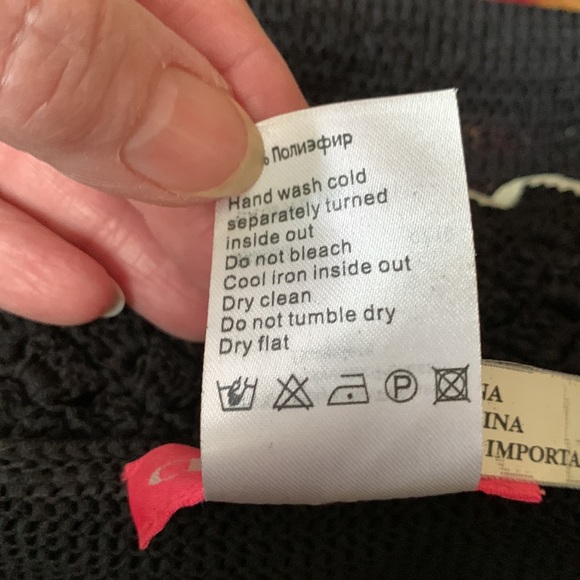 % Полиэфир
Hand wash cold
separately turned
inside out
Do not bleach
Cool iron inside out
Dry clean
Do not tumble dry
Dry flat
P
NA
INA
IMPORTA